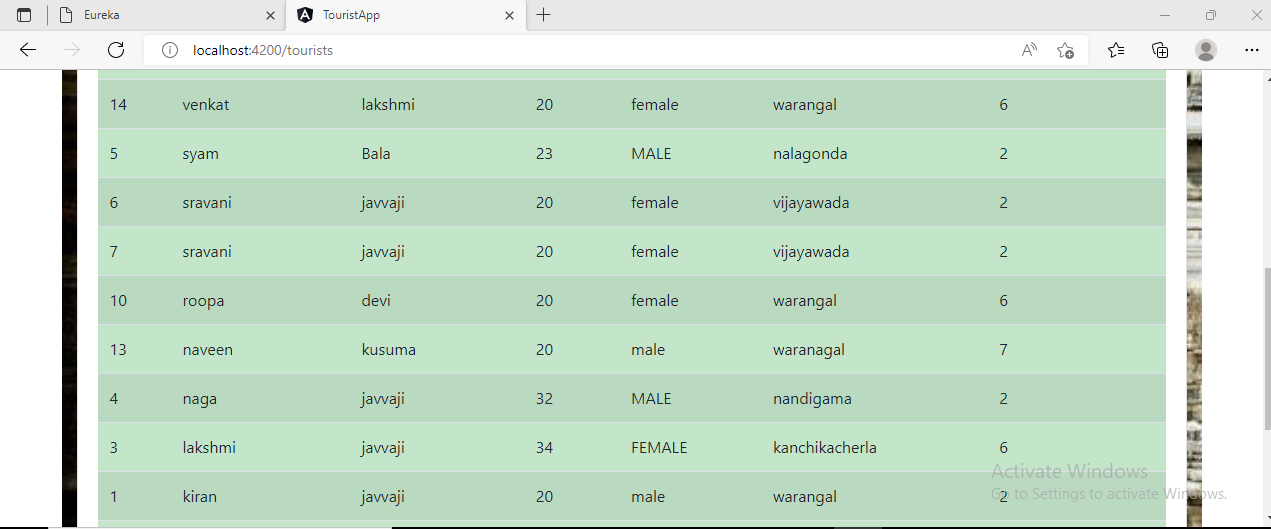 Eureka TouristApp
localhost:4200/tourists
14 venkat lakshmi 20 female warangal 6
5 syam Bala 23 MALE nalagonda 2
6 sravani javvaji 20 female vijayawada 2
7 sravani javvaji 20 female vijayawada 2
10 roopa devi 20 female warangal 6
13 naveen kusuma 20 male waranagal 7
4 naga javvaji 32 MALE nandigama 2
3 lakshmi javvaji 34 FEMALE kanchikacherla 6
Activate Windows
1 kiran javvaji 20 male warangal 2
Go to Settings to activate Windows.